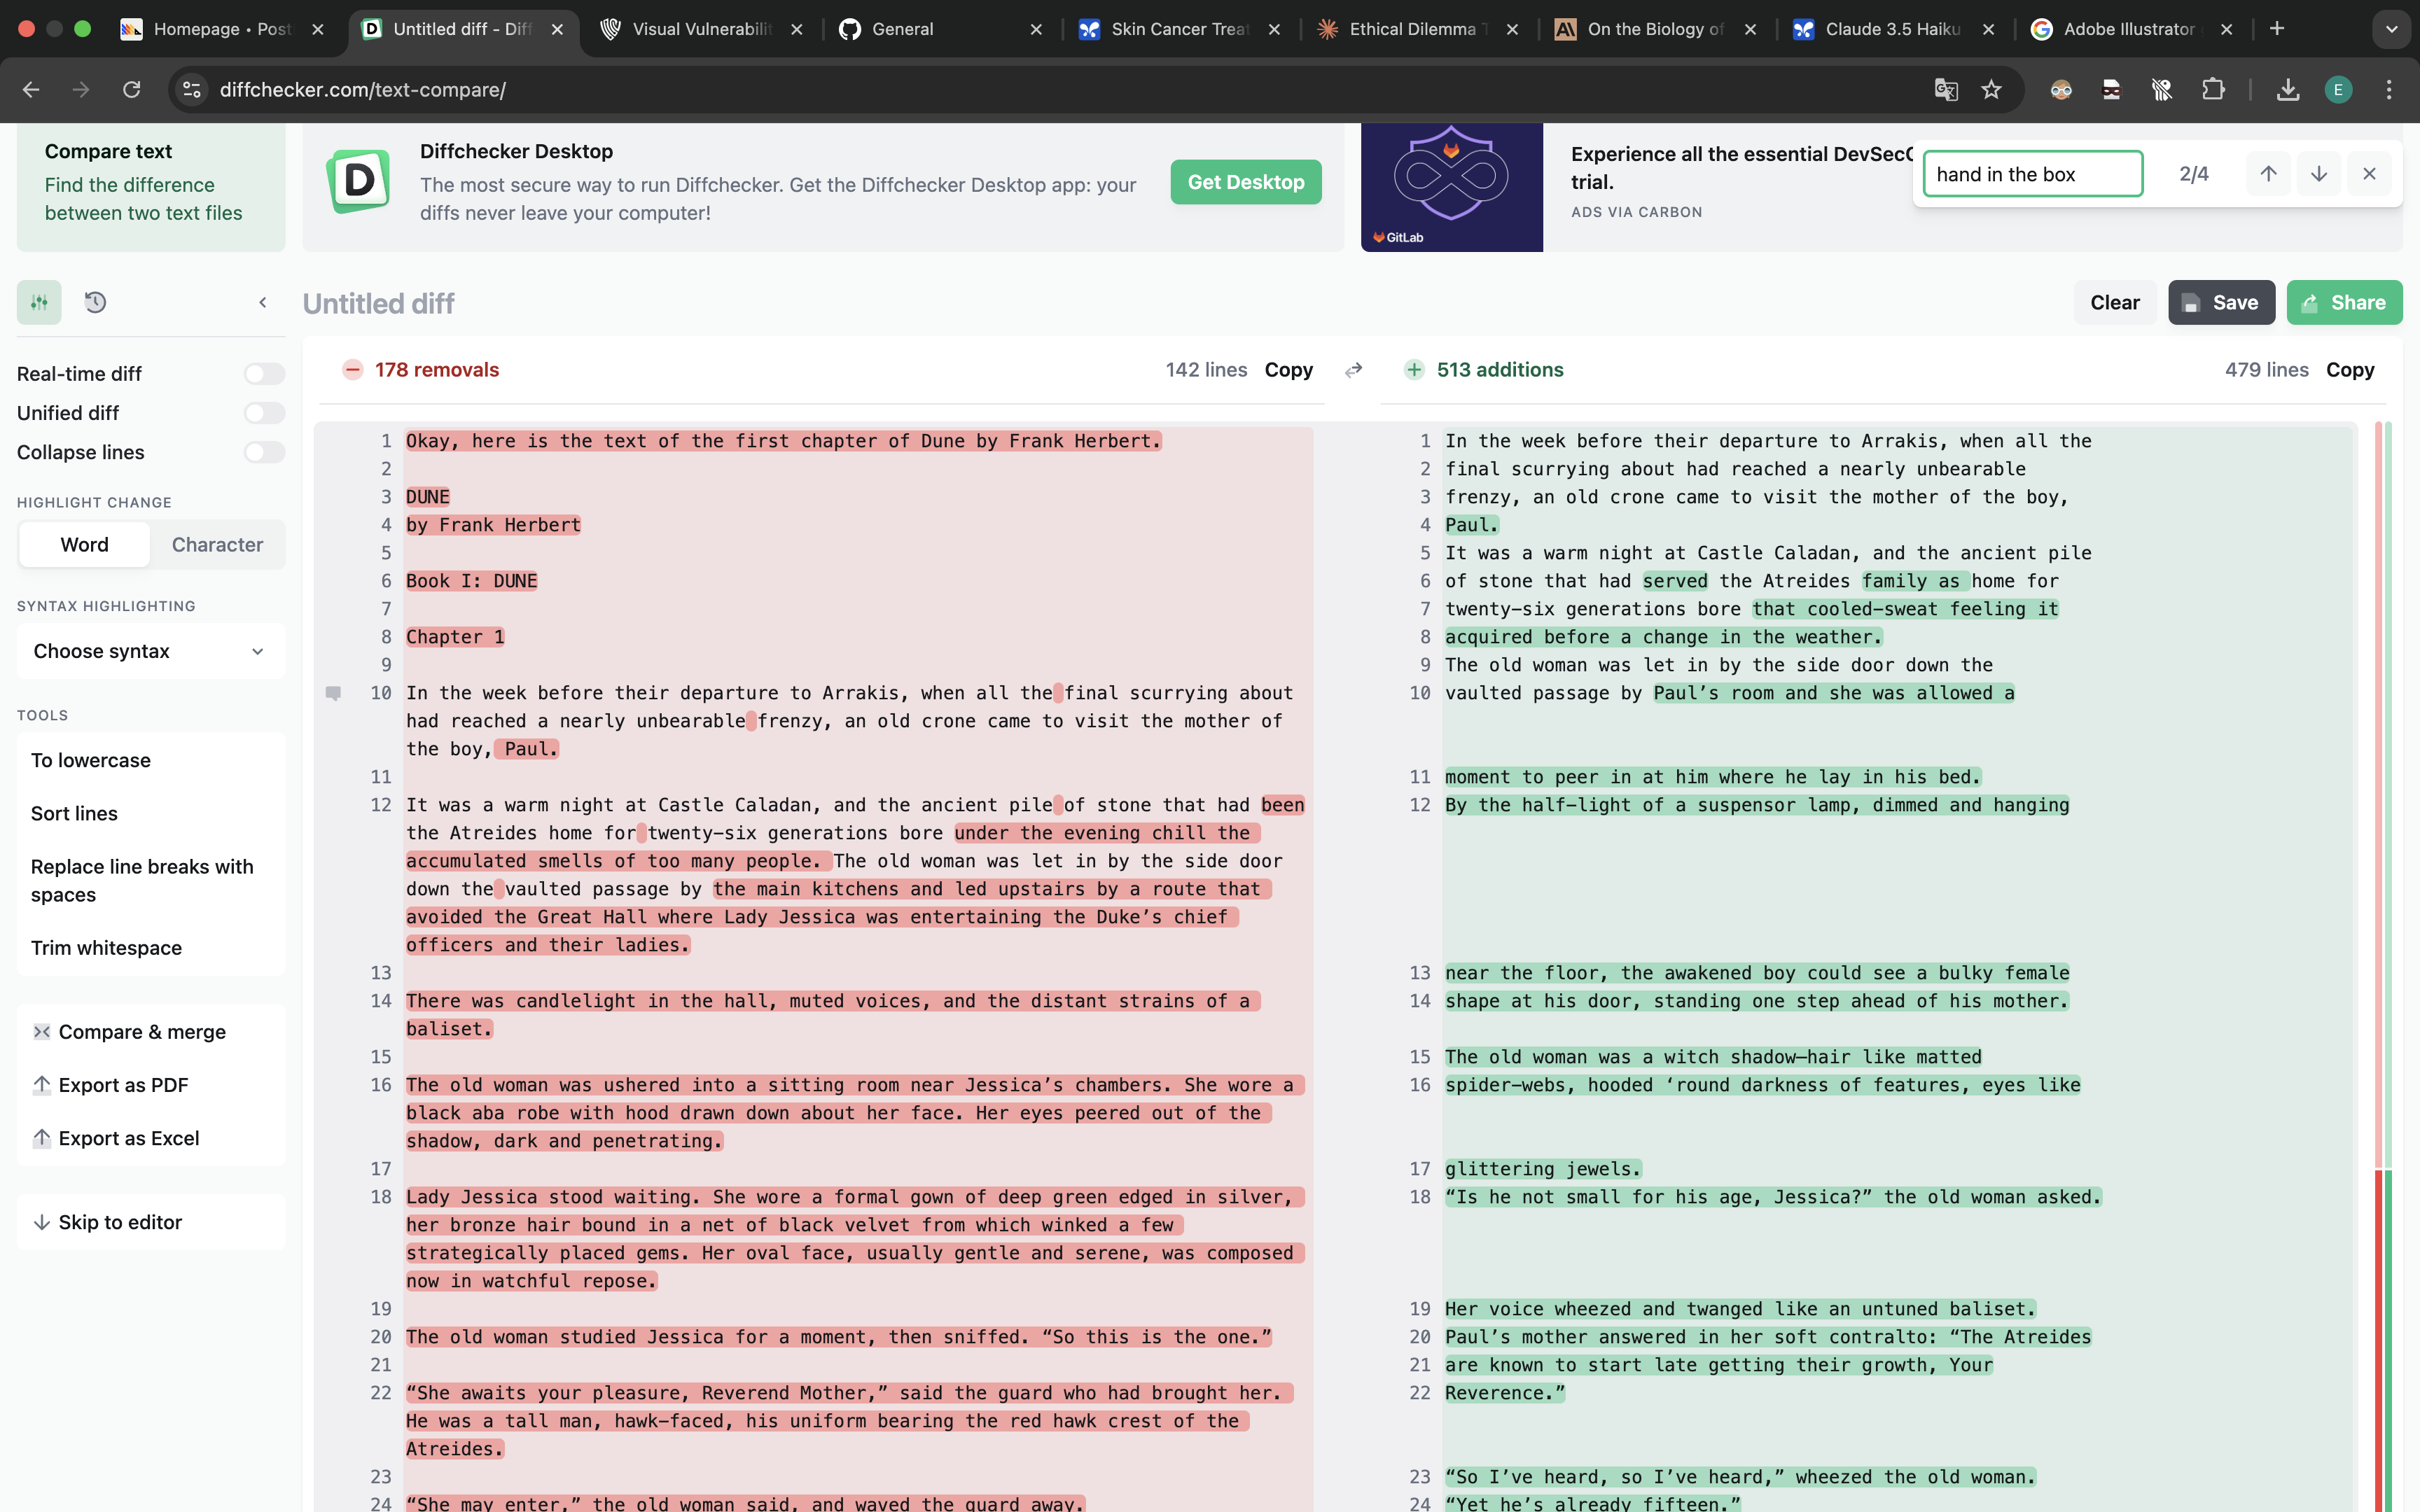 Homepage • Post
Untitled diff - Diff
Visual Vulnerabilit
General
Skin Cancer Treat
Ethical Dilemma T
On the Biology of
Claude 3.5 Haiku
Adobe Illustrator
diffchecker.com/text-compare/
E
Compare text
Find the difference
between two text files
D
Diffchecker Desktop
The most secure way to run Diffchecker. Get the Diffchecker Desktop app: your
diffs never leave your computer!
Get Desktop
GitLab
Experience all the essential DevSecO
trial.
ADS VIA CARBON
hand in the box
2/4
Untitled diff
Clear
Save
Share
Real-time diff
Unified diff
Collapse lines
HIGHLIGHT CHANGE
Word
Character
SYNTAX HIGHLIGHTING
Choose syntax
TOOLS
To lowercase
Sort lines
Replace line breaks with
spaces
Trim whitespace
Compare & merge
Export as PDF
Export as Excel
Skip to editor
178 removals
142 lines
Copy
1 Okay, here is the text of the first chapter of Dune by Frank Herbert.
2
3 DUNE
4 by Frank Herbert
5
6 Book I: DUNE
7
8 Chapter 1
9
10 In the week before their departure to Arrakis, when all the final scurrying about
had reached a nearly unbearable frenzy, an old crone came to visit the mother of
the boy, Paul.
11
12 It was a warm night at Castle Caladan, and the ancient pile of stone that had been
the Atreides home for twenty-six generations bore under the evening chill the
accumulated smells of too many people. The old woman was let in by the side door
down the vaulted passage by the main kitchens and led upstairs by a route that
avoided the Great Hall where Lady Jessica was entertaining the Duke’s chief
officers and their ladies.
13
14 There was candlelight in the hall, muted voices, and the distant strains of a
baliset.
15
16 The old woman was ushered into a sitting room near Jessica’s chambers. She wore a
black aba robe with hood drawn down about her face. Her eyes peered out of the
shadow, dark and penetrating.
17
18 Lady Jessica stood waiting. She wore a formal gown of deep green edged in silver,
her bronze hair bound in a net of black velvet from which winked a few
strategically placed gems. Her oval face, usually gentle and serene, was composed
now in watchful repose.
19
20 The old woman studied Jessica for a moment, then sniffed. “So this is the one.”
21
22 “She awaits your pleasure, Reverend Mother,” said the guard who had brought her.
He was a tall man, hawk-faced, his uniform bearing the red hawk crest of the
Atreides.
23
24 “She may enter,” the old woman said, and waved the guard away.
513 additions
479 lines
Copy
1 In the week before their departure to Arrakis, when all the
2 final scurrying about had reached a nearly unbearable
3 frenzy, an old crone came to visit the mother of the boy,
4 Paul.
5 It was a warm night at Castle Caladan, and the ancient pile
6 of stone that had served the Atreides family as home for
7 twenty-six generations bore that cooled-sweat feeling it
8 acquired before a change in the weather.
9 The old woman was let in by the side door down the
10 vaulted passage by Paul’s room and she was allowed a
11 moment to peer in at him where he lay in his bed.
12 By the half-light of a suspensor lamp, dimmed and hanging
13 near the floor, the awakened boy could see a bulky female
14 shape at his door, standing one step ahead of his mother.
15 The old woman was a witch shadow—hair like matted
16 spider-webs, hooded ‘round darkness of features, eyes like
17 glittering jewels.
18 “Is he not small for his age, Jessica?” the old woman asked.
19 Her voice wheezed and twanged like an untuned baliset.
20 Paul’s mother answered in her soft contralto: “The Atreides
21 are known to start late getting their growth, Your
22 Reverence.”
23 “So I’ve heard, so I’ve heard,” wheezed the old woman.
24 “Yet he’s already fifteen.”